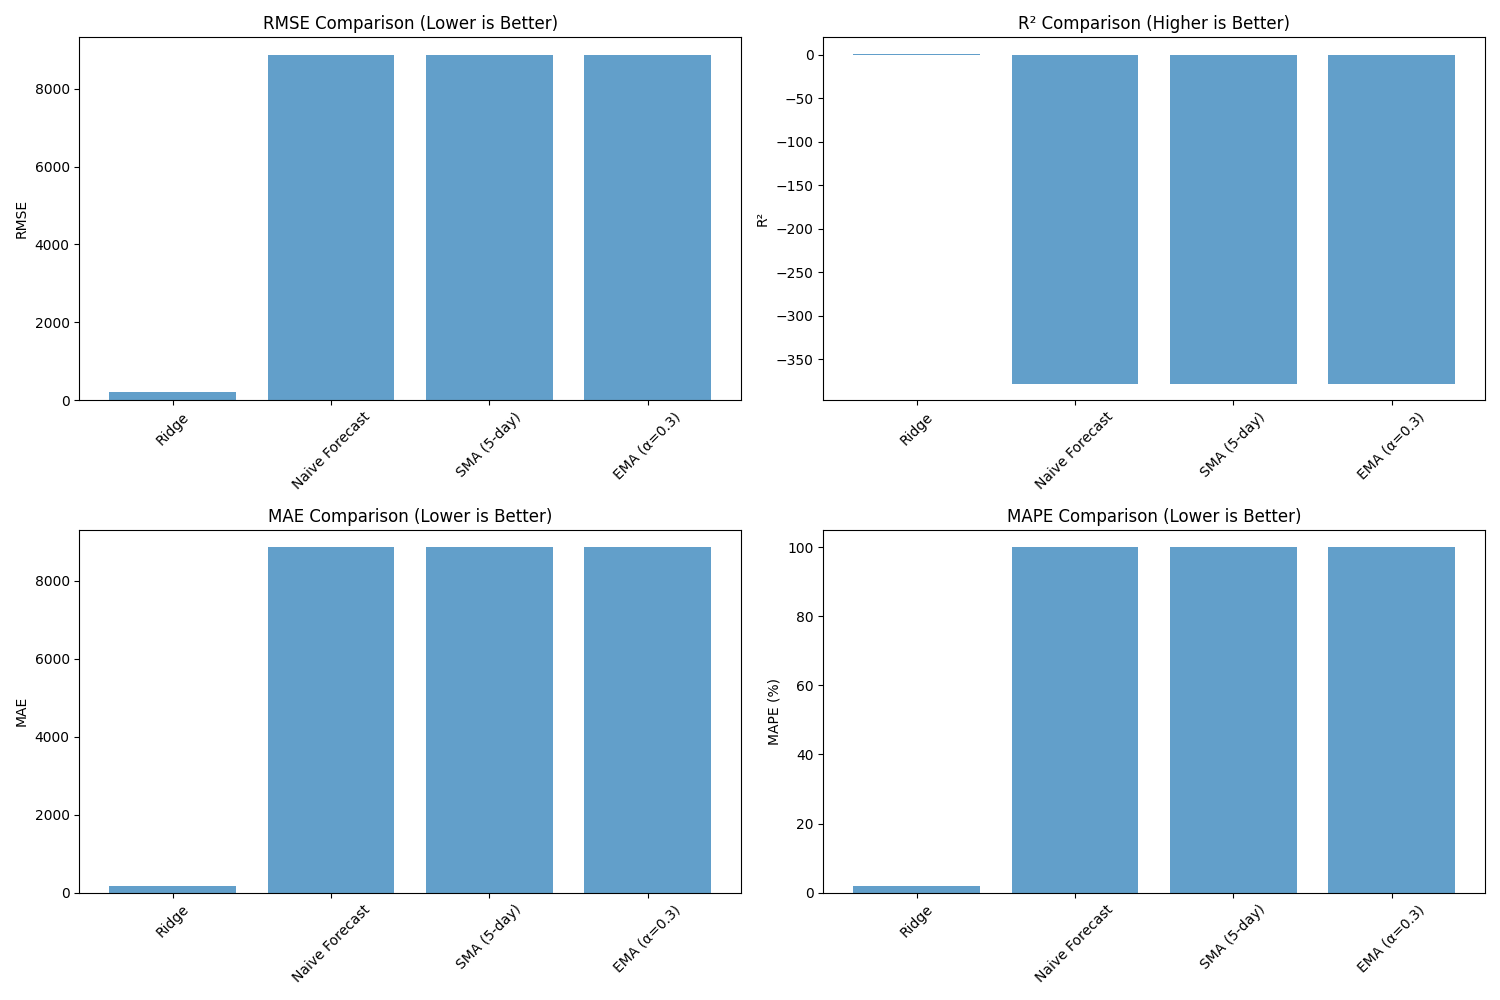 RMSE Comparison (Lower is Better)
RMSE
8000
6000
4000
2000
0
Ridge
Naive Forecast
SMA (5-day)
EMA (α=0.3)
R² Comparison (Higher is Better)
R²
0
−50
−100
−150
−200
−250
−300
−350
Ridge
Naive Forecast
SMA (5-day)
EMA (α=0.3)
MAE Comparison (Lower is Better)
MAE
8000
6000
4000
2000
0
Ridge
Naive Forecast
SMA (5-day)
EMA (α=0.3)
MAPE Comparison (Lower is Better)
MAPE (%)
100
80
60
40
20
0
Ridge
Naive Forecast
SMA (5-day)
EMA (α=0.3)